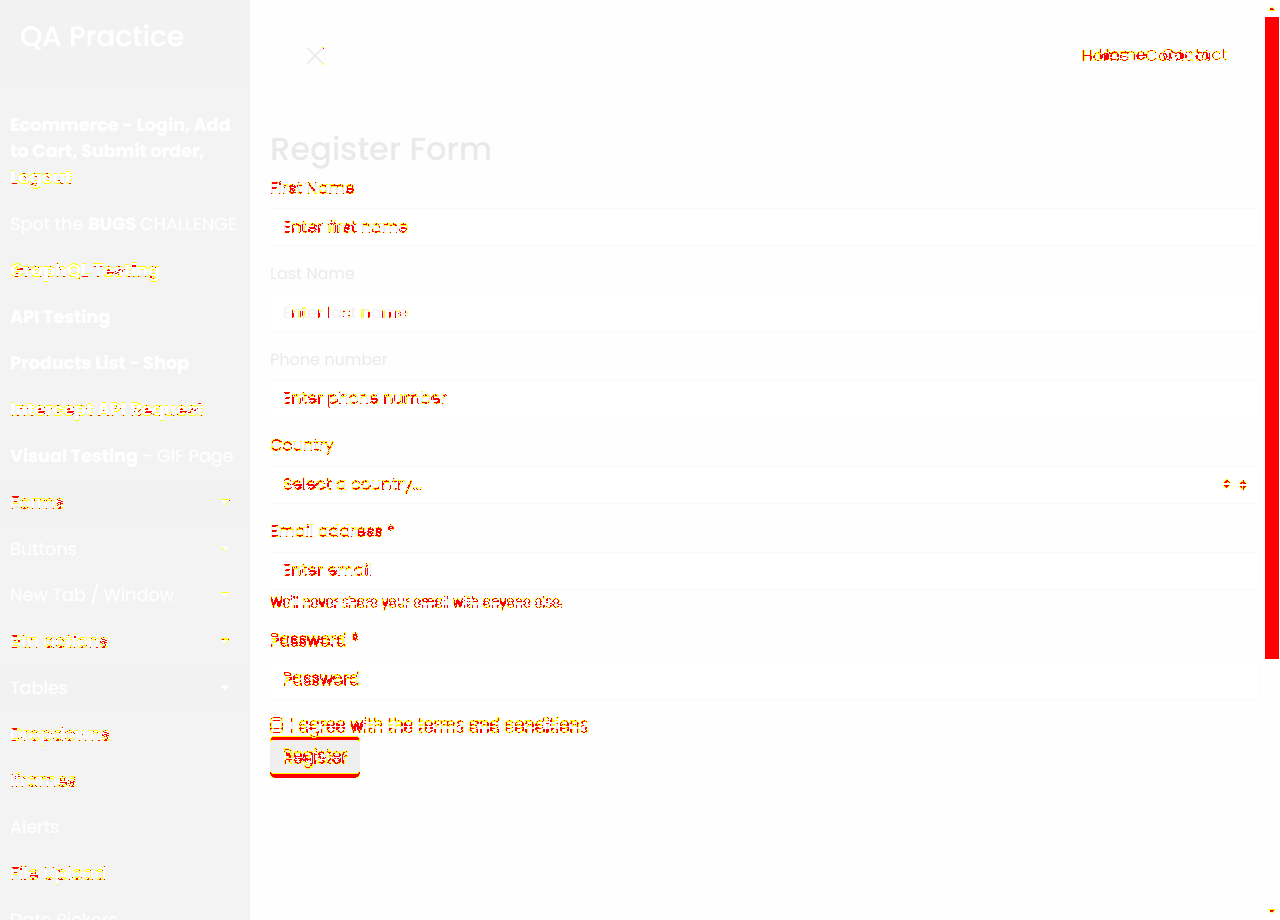 QA Practice
Home Contact
Ecommerce - Login, Add
to Cart, Submit order,
Logout
Spot the BUGS CHALLENGE
GraphQL Testing
API Testing
Products List - Shop
Intercept API Request
Visual Testing - GIF Page
Forms
Buttons
New Tab / Window
Tables
Dropdowns
Iframes
Alerts
File Upload
Date Pickers
Register Form
First Name
Enter first name
Last Name
Enter last name
Phone number
Enter phone number
Country
Select a country...
Email address *
Enter email
We'll never share your email with anyone else.
Password *
Password
I agree with the terms and conditions
Register